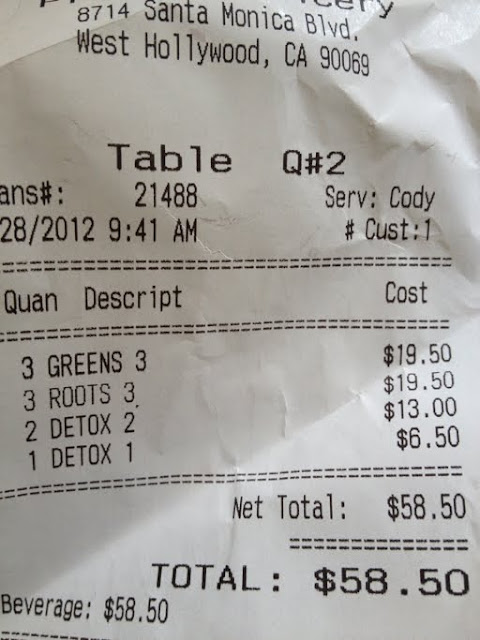 8714 Santa Monica Blvd.
West Hollywood, CA 90069
Table Q#2
ans#: 21488 Serv: Cody
28/2012 9:41 AM # Cust:1
Quan Descript Cost
3 GREENS 3 $19.50
3 ROOTS 3 $19.50
2 DETOX 2 $13.00
1 DETOX 1 $6.50
Net Total: $58.50
TOTAL: $58.50
Beverage: $58.50